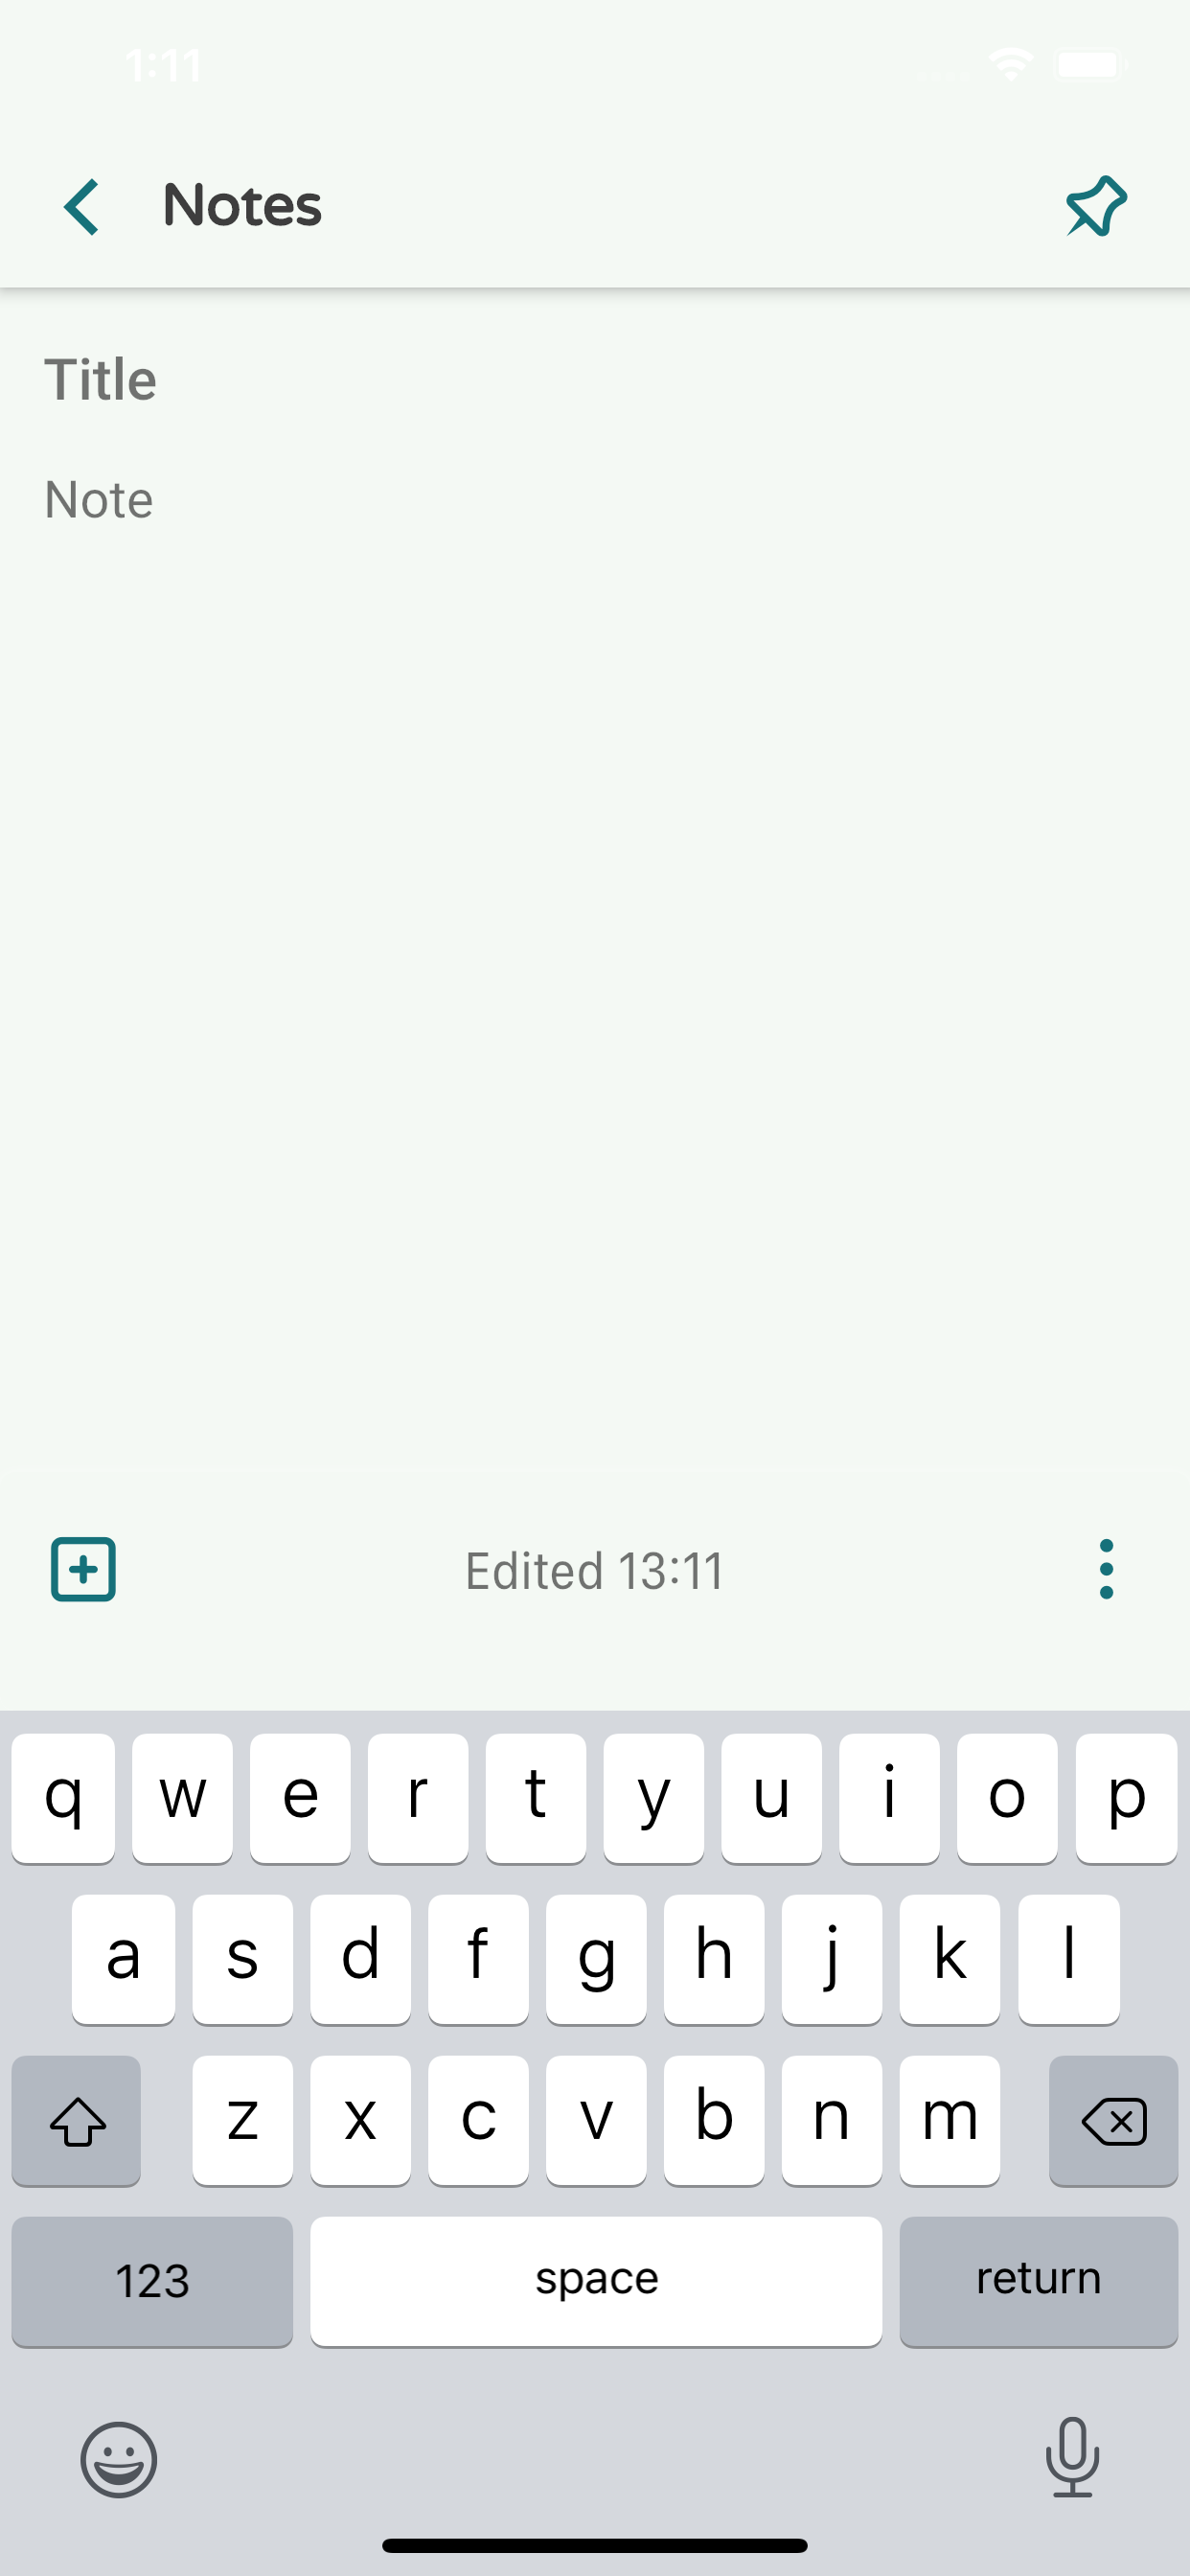 1:11
Notes
Title
Note
Edited 13:11
q w e r t y u i o p
a s d f g h j k l
z x c v b n m
123 space return